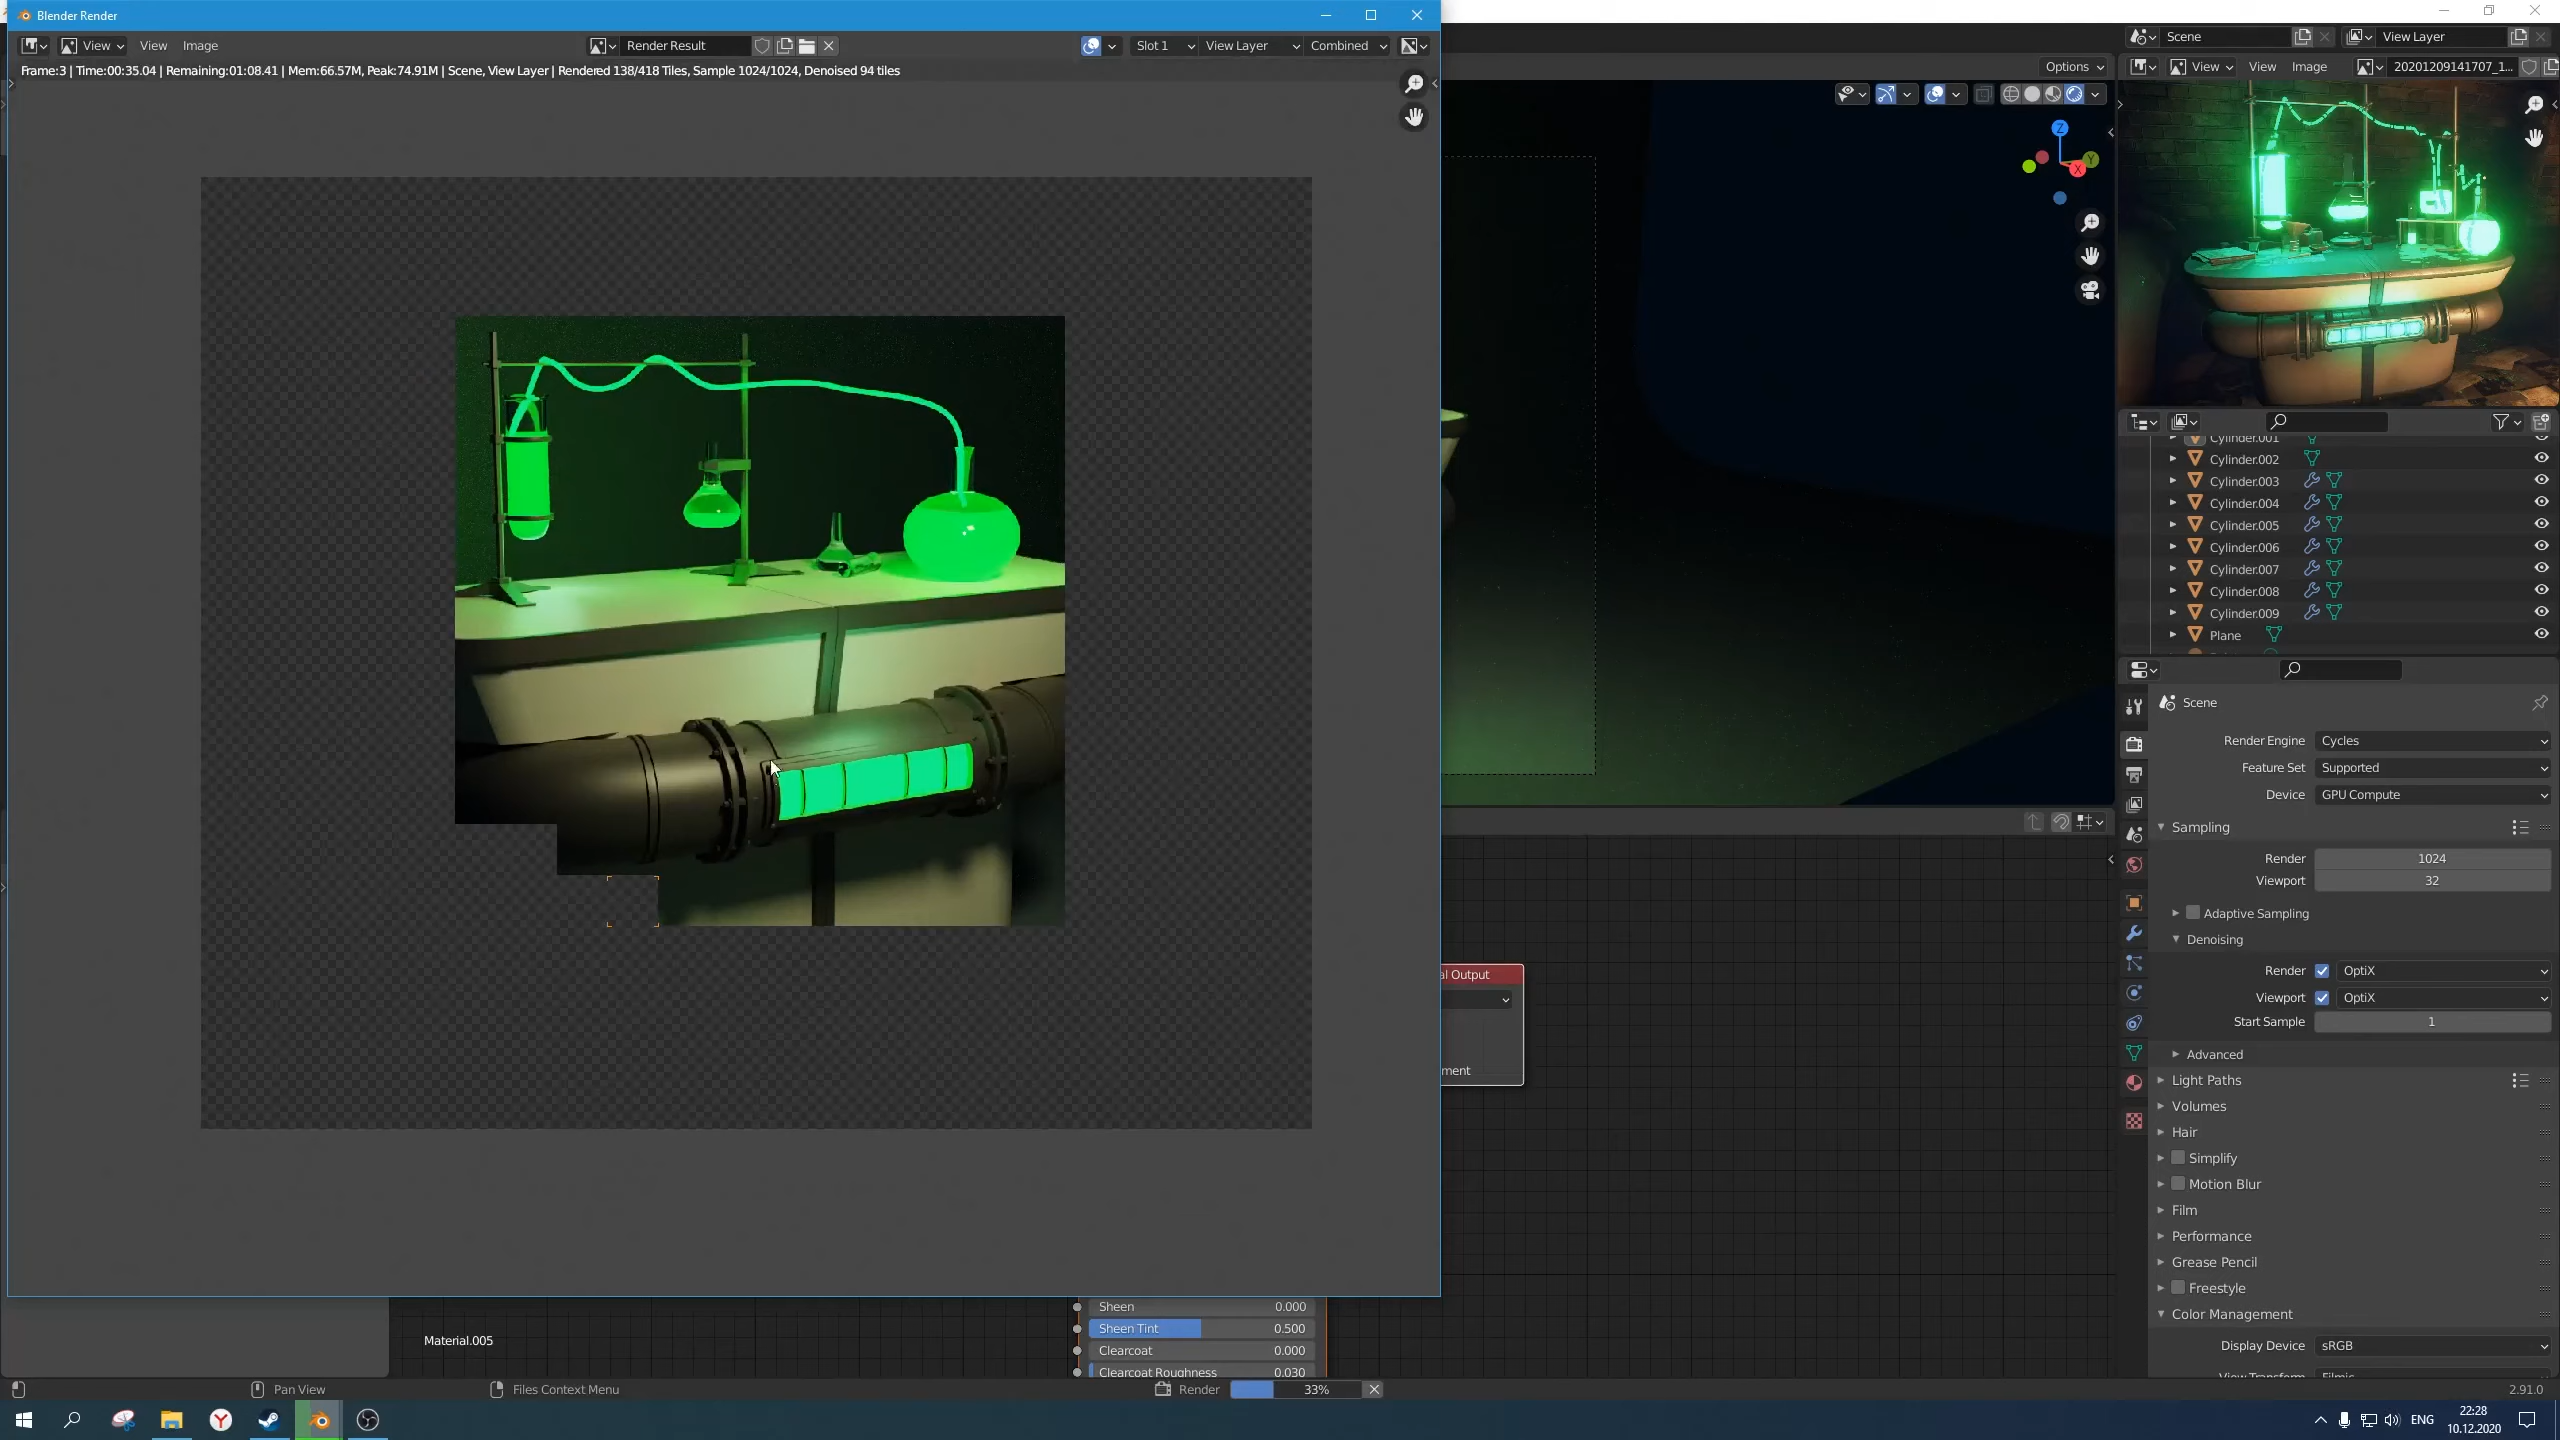 Blender Render
View View Image Render Result Slot 1 View Layer Combined
Frame:3 | Time:00:35.04 | Remaining:01:08.41 | Mem:66.57M, Peak:74.91M | Scene, View Layer | Rendered 138/418 Tiles, Sample 1024/1024, Denoised 94 tiles
Scene View Layer
Options View View Image 20201209141707_1...
Z
Y
X
Cylinder.001
Cylinder.002
Cylinder.003
Cylinder.004
Cylinder.005
Cylinder.006
Cylinder.007
Cylinder.008
Cylinder.009
Plane
Scene
Render Engine Cycles
Feature Set Supported
Device GPU Compute
Sampling
Render 1024
Viewport 32
Adaptive Sampling
Denoising
Render OptiX
Viewport OptiX
Start Sample 1
Advanced
Light Paths
Volumes
Hair
Simplify
Motion Blur
Film
Performance
Grease Pencil
Freestyle
Color Management
Display Device sRGB
al Output
ment
Sheen 0.000
Sheen Tint 0.500
Clearcoat 0.000
Clearcoat Roughness 0.030
Material.005
Pan View Files Context Menu Render 33% 2.91.0
ENG 22:28
10.12.2020